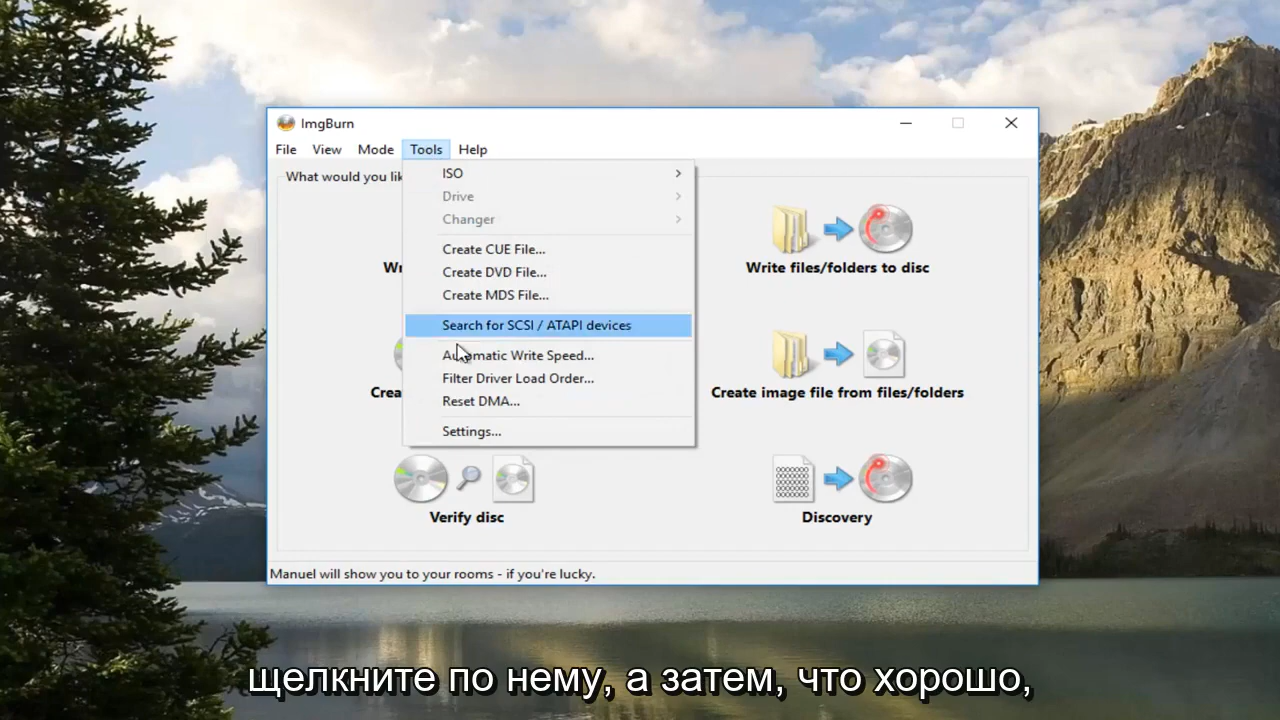 ImgBurn
File View Mode Tools Help
What would you lik
ISO
Drive
Changer
Create CUE File...
Create DVD File...
Create MDS File...
Search for SCSI / ATAPI devices
Automatic Write Speed...
Filter Driver Load Order...
Reset DMA...
Settings...
Wr
Write files/folders to disc
Crea
Create image file from files/folders
Verify disc
Discovery
Manuel will show you to your rooms - if you're lucky.
щелкните по нему, а затем, что хорошо,